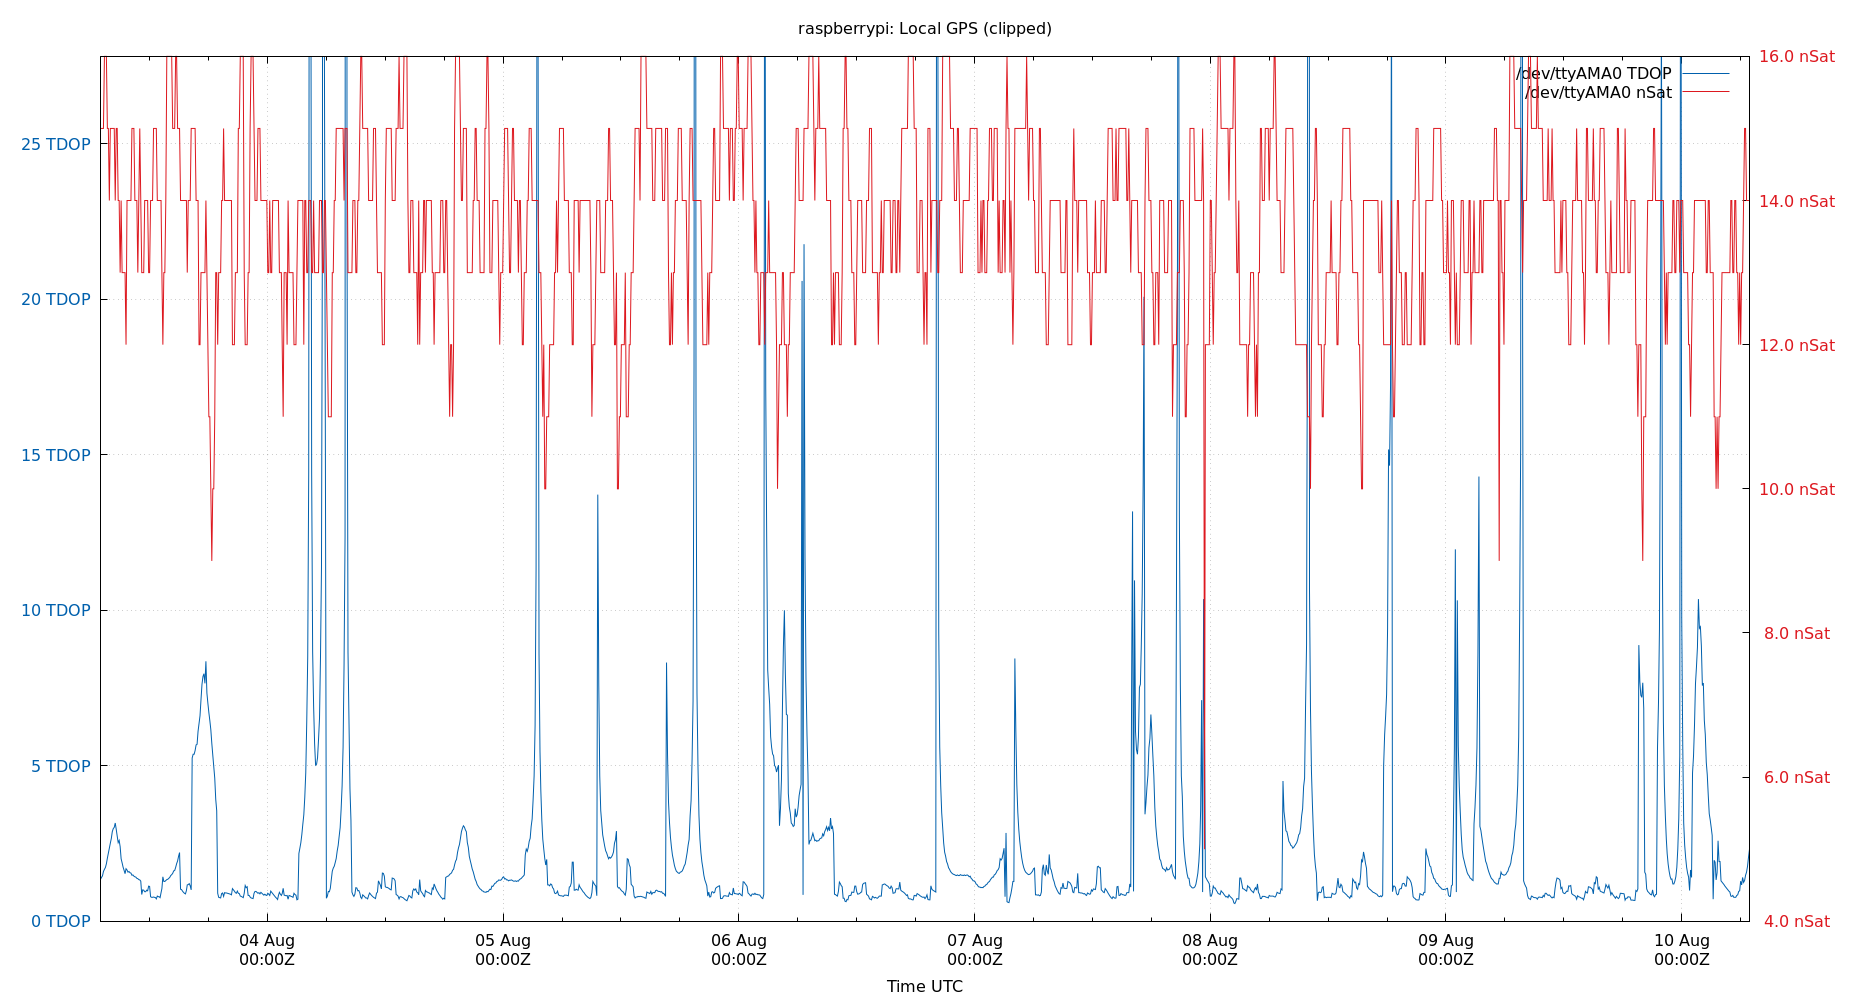 raspberrypi: Local GPS (clipped)
16.0 nSat
/dev/ttyAMA0 TDOP
/dev/ttyAMA0 nSat
25 TDOP
14.0 nSat
20 TDOP
12.0 nSat
15 TDOP
10.0 nSat
10 TDOP
8.0 nSat
5 TDOP
6.0 nSat
0 TDOP
4.0 nSat
04 Aug 05 Aug 06 Aug 07 Aug 08 Aug 09 Aug 10 Aug
00:00Z 00:00Z 00:00Z 00:00Z 00:00Z 00:00Z 00:00Z
Time UTC